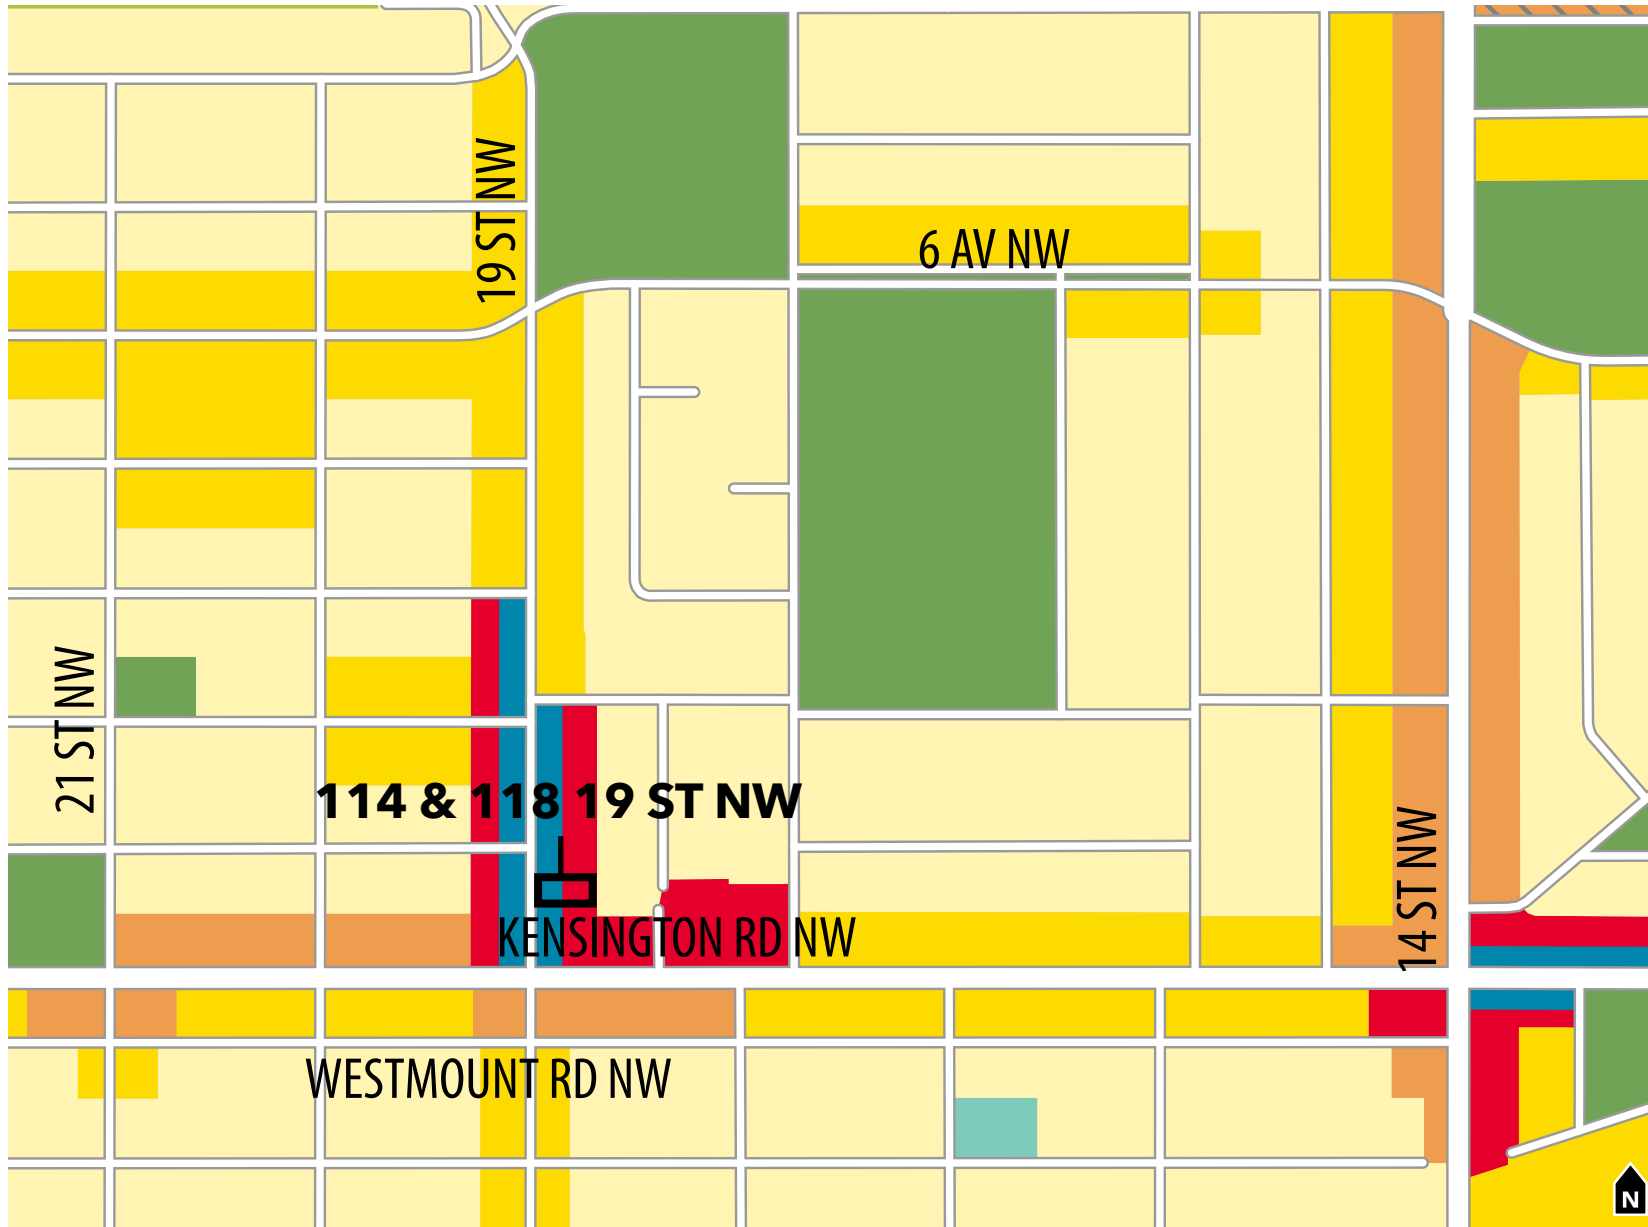 19 ST NW
6 AV NW
21 ST NW
114 & 118 19 ST NW
14 ST NW
KENSINGTON RD NW
WESTMOUNT RD NW
N